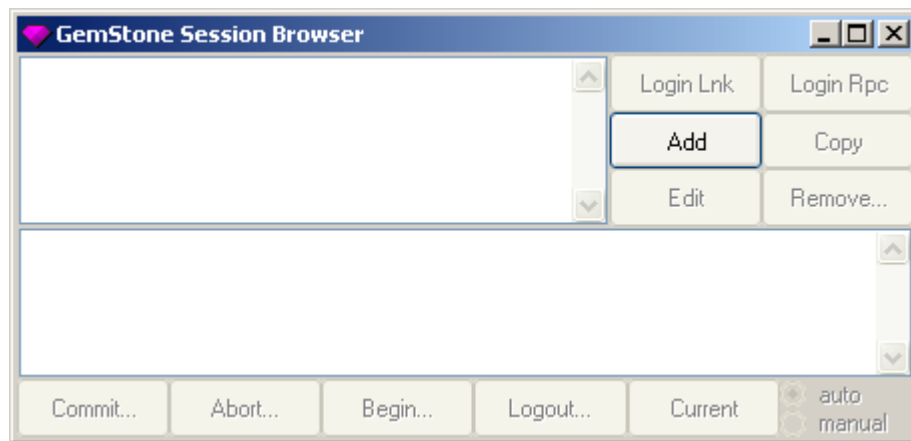 GemStone Session Browser
Login Lnk Login Rpc
Add Copy
Edit Remove...
Commit... Abort... Begin... Logout... Current auto
manual